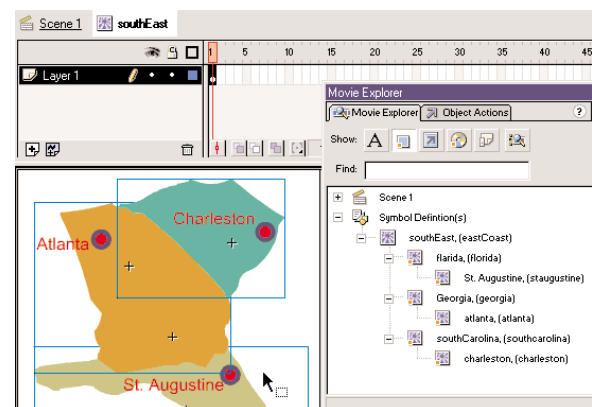 Scene 1 southEast
1 5 10 15 20 25 30 35 40 45
Layer 1
Movie Explorer
Movie Explorer Object Actions ?
Show: A
Find:
Scene 1
Symbol Defintion(s)
southEast, (eastCoast)
flarida, (florida)
St. Augustine, (staugustine)
Georgia, (georgia)
atlanta, (atlanta)
southCarolina, (southcarolina)
charleston, (charleston)
Charleston
Atlanta
St. Augustine